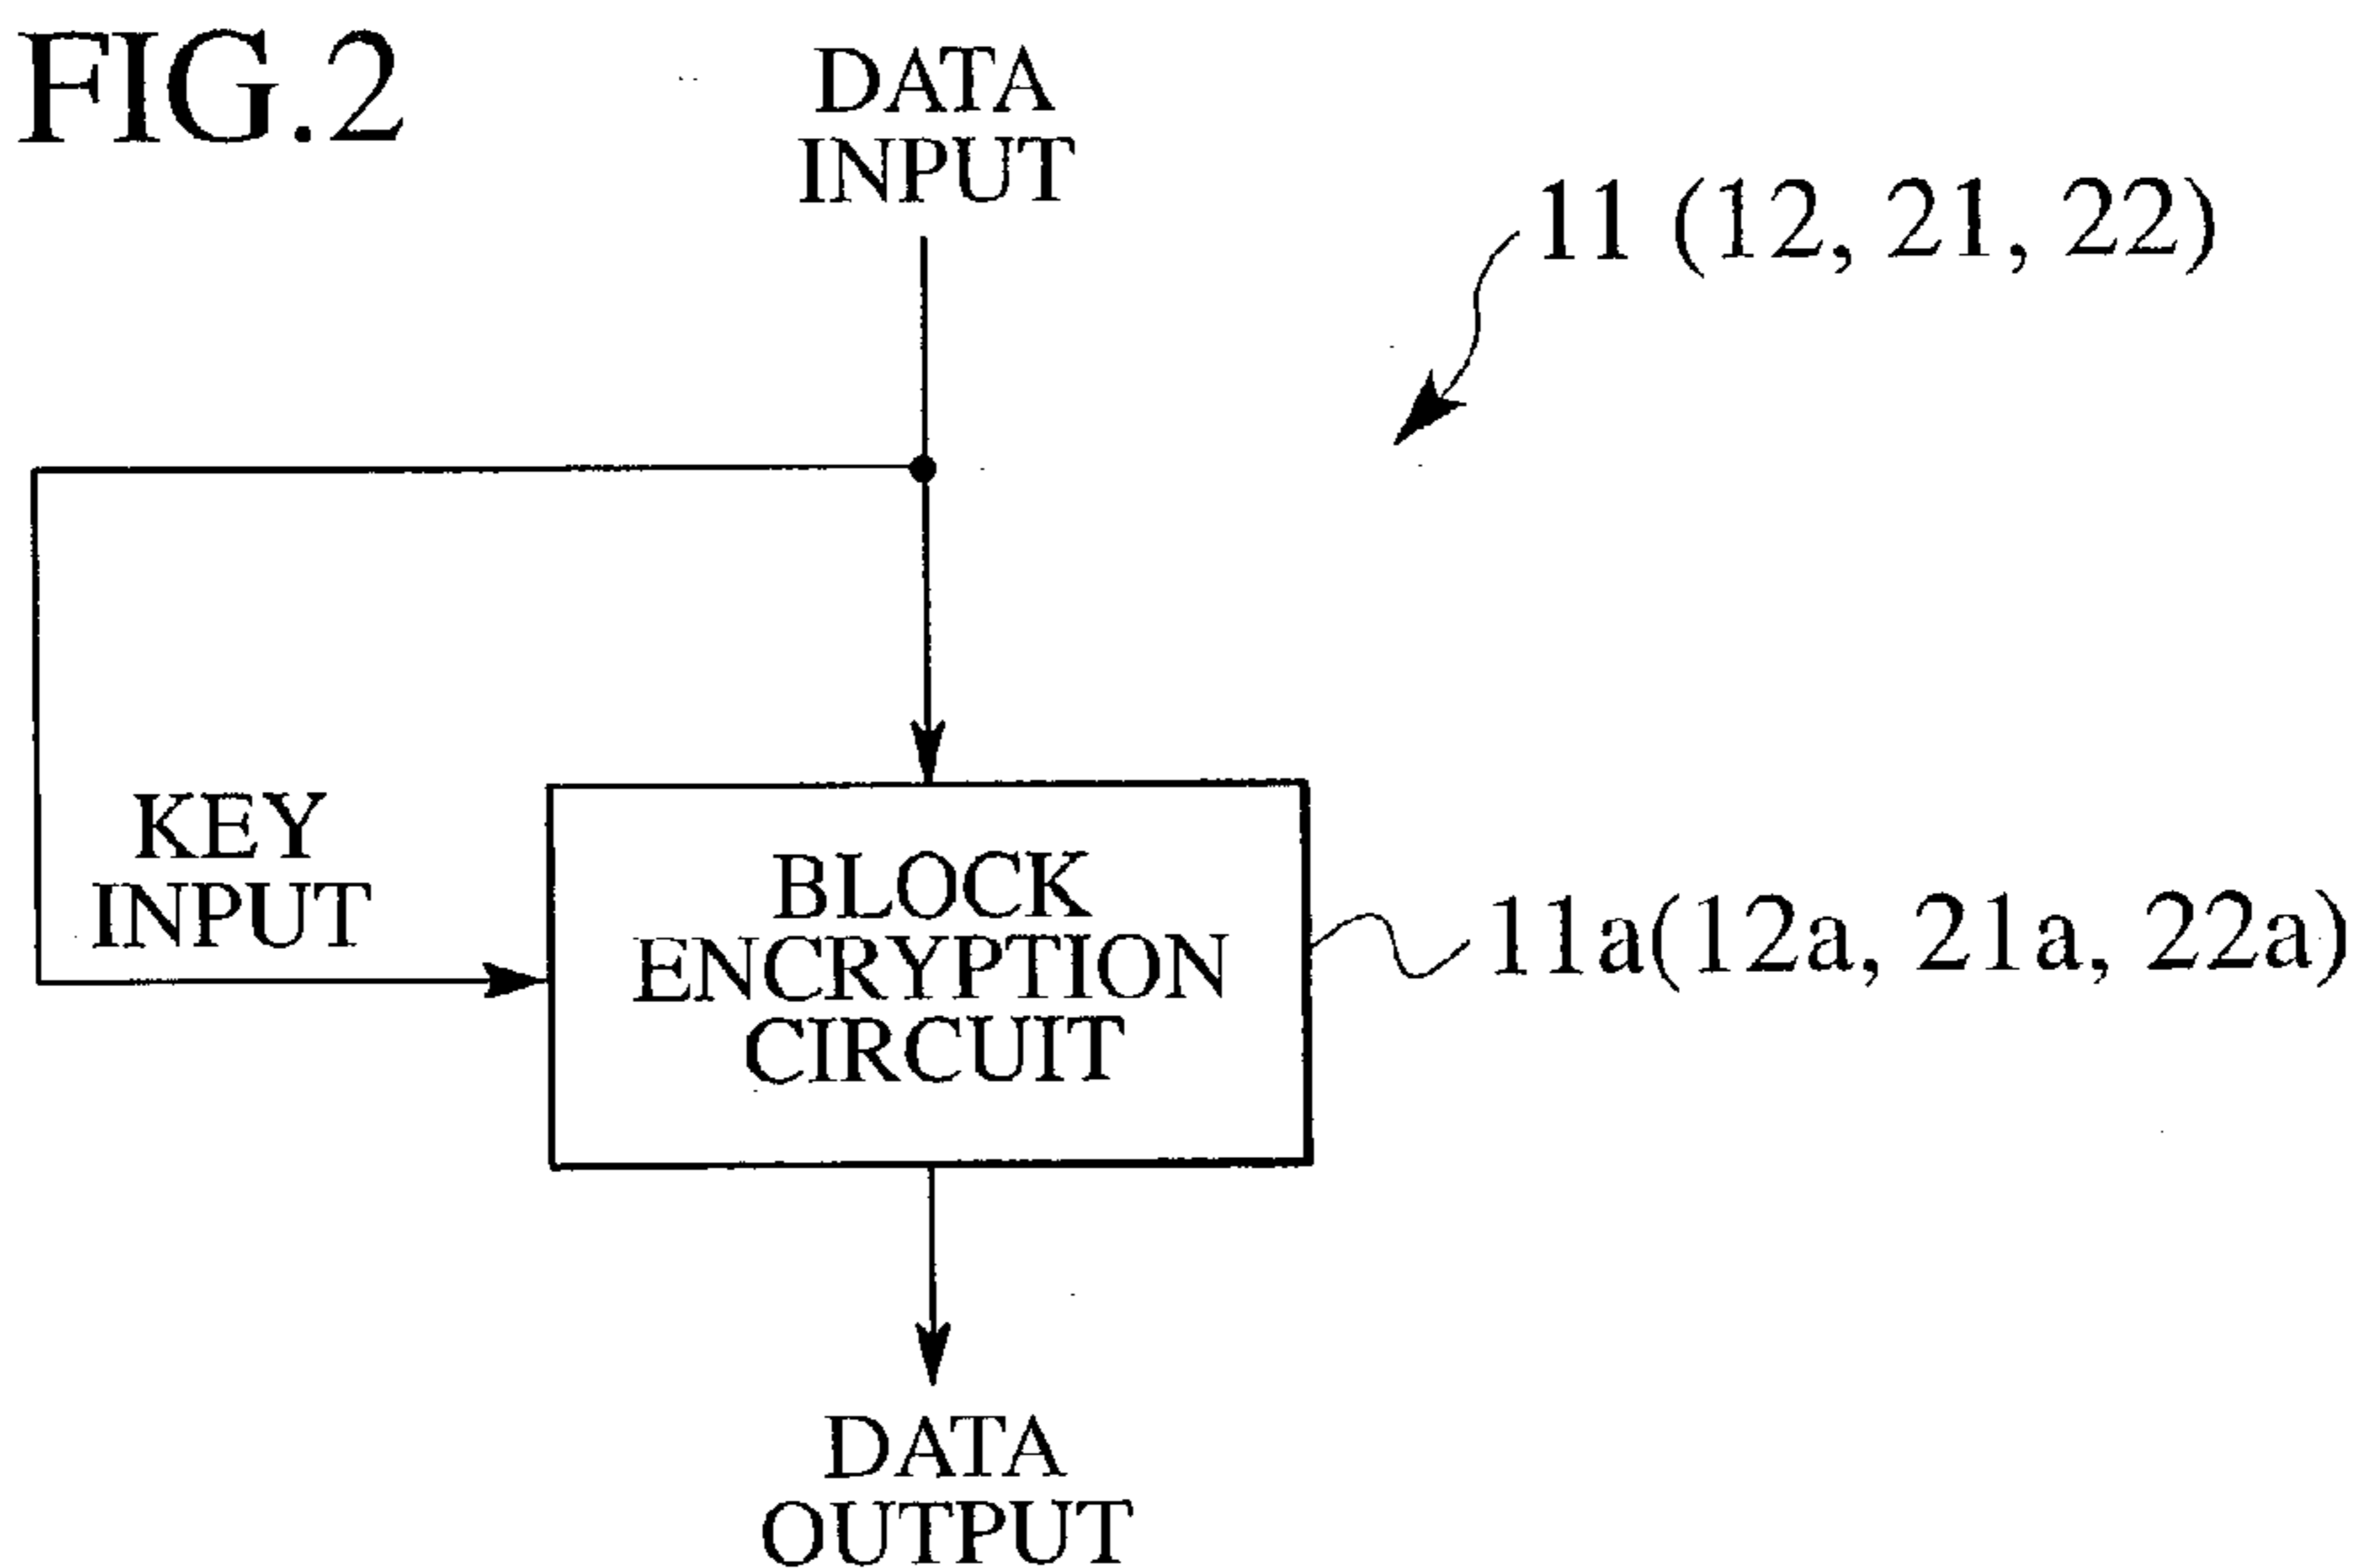 FIG.2
DATA
INPUT
11 (12, 21, 22)
KEY
INPUT
BLOCK
ENCRYPTION
CIRCUIT
11a(12a, 21a, 22a)
DATA
OUTPUT